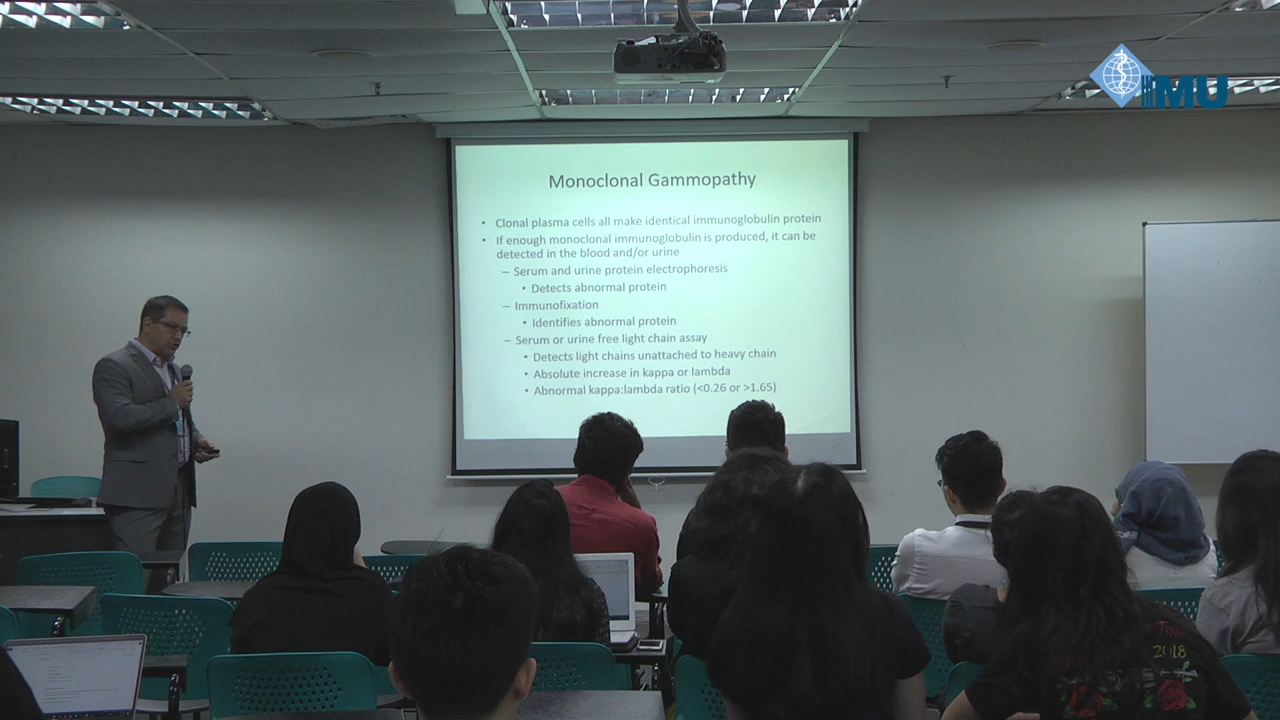 IMU
Monoclonal Gammopathy
• Clonal plasma cells all make identical immunoglobulin protein
• If enough monoclonal immunoglobulin is produced, it can be
detected in the blood and/or urine
– Serum and urine protein electrophoresis
• Detects abnormal protein
– Immunofixation
• Identifies abnormal protein
– Serum or urine free light chain assay
• Detects light chains unattached to heavy chain
• Absolute increase in kappa or lambda
• Abnormal kappa:lambda ratio (<0.26 or >1.65)
2018